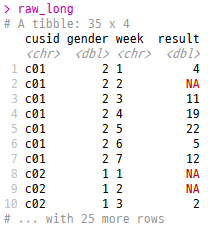 > raw_long
# A tibble: 35 x 4
cusid gender week result
<chr> <dbl> <chr> <dbl>
1 c01 2 1 4
2 c01 2 2 NA
3 c01 2 3 11
4 c01 2 4 19
5 c01 2 5 22
6 c01 2 6 5
7 c01 2 7 12
8 c02 1 1 NA
9 c02 1 2 NA
10 c02 1 3 2
# ... with 25 more rows